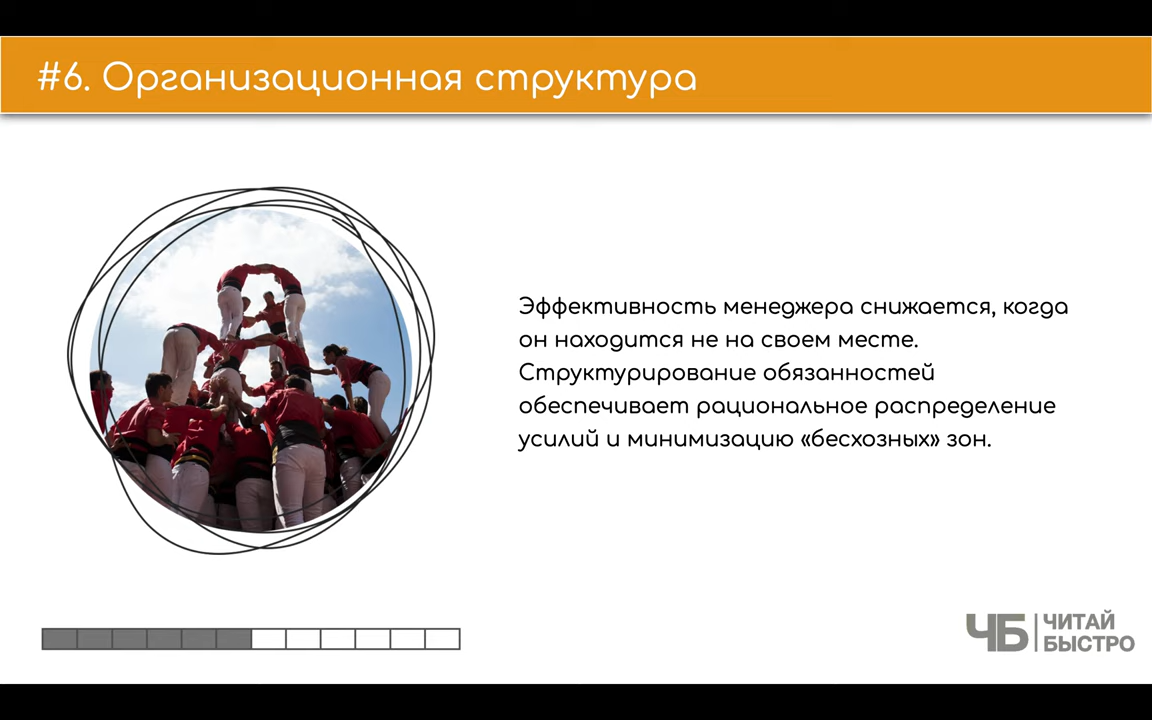 #6. Организационная структура
Эффективность менеджера снижается, когда
он находится не на своем месте.
Структурирование обязанностей
обеспечивает рациональное распределение
усилий и минимизацию «бесхозных» зон.
ЧБ
ЧИТАЙ
БЫСТРО